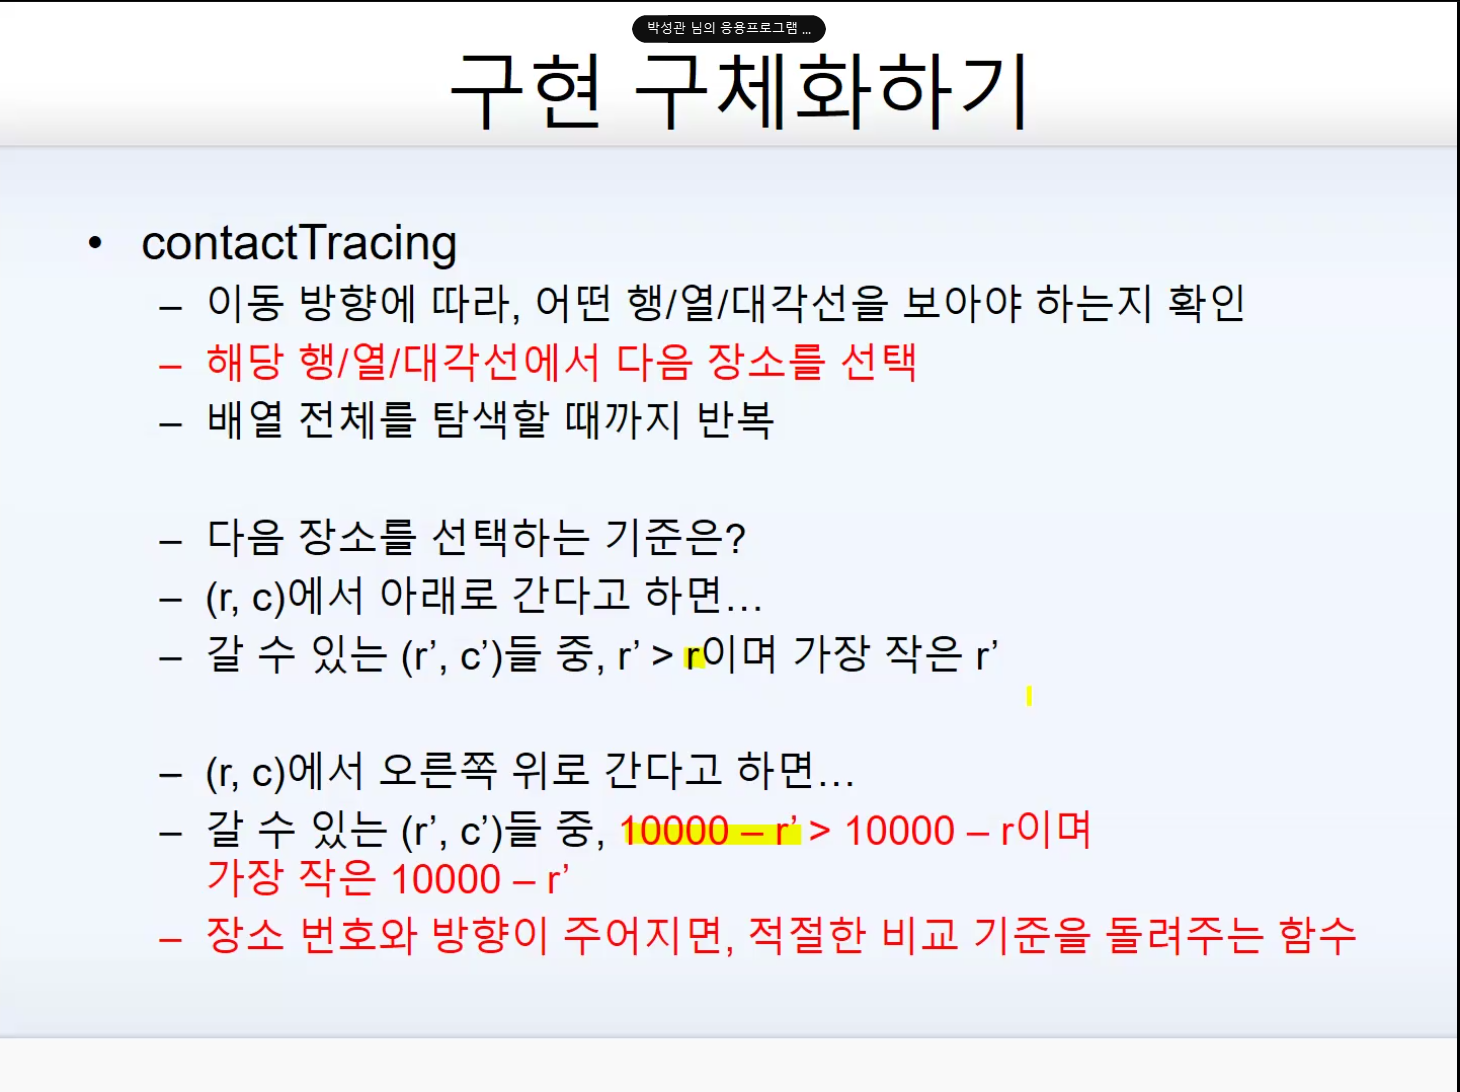 박성관 님의 응용프로그램 ...
구현 구체화하기
• contactTracing
– 이동 방향에 따라, 어떤 행/열/대각선을 보아야 하는지 확인
– 해당 행/열/대각선에서 다음 장소를 선택
– 배열 전체를 탐색할 때까지 반복
– 다음 장소를 선택하는 기준은?
– (r, c)에서 아래로 간다고 하면…
– 갈 수 있는 (r’, c’)들 중, r’ > r이며 가장 작은 r’
– (r, c)에서 오른쪽 위로 간다고 하면…
– 갈 수 있는 (r’, c’)들 중, 10000 – r’ > 10000 – r이며
가장 작은 10000 – r’
– 장소 번호와 방향이 주어지면, 적절한 비교 기준을 돌려주는 함수